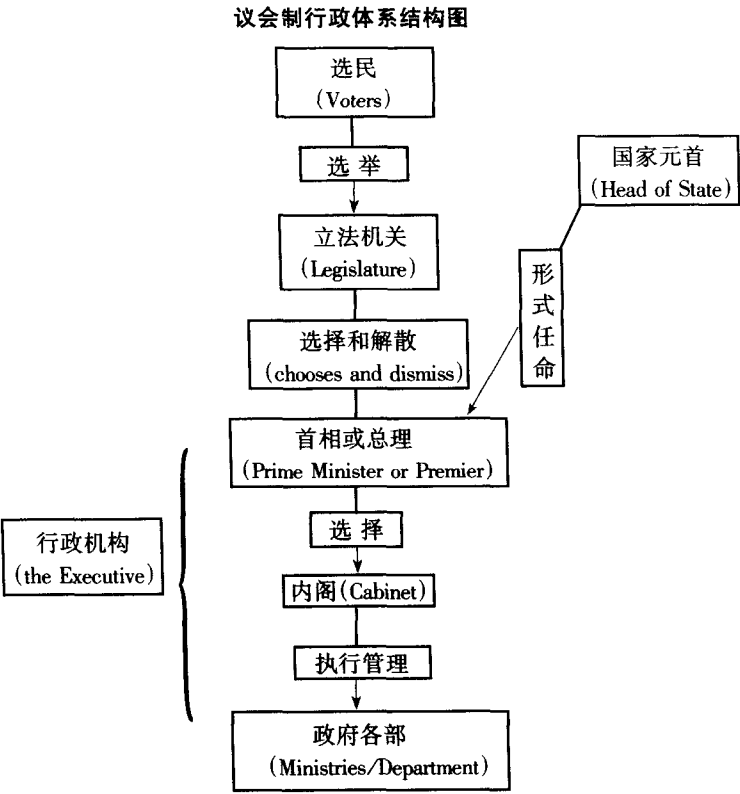 议会制行政体系结构图
选民
(Voters)
选举
国家元首
(Head of State)
立法机关
(Legislature)
形式任命
选择和解散
(chooses and dismiss)
首相或总理
(Prime Minister or Premier)
选择
行政机构
(the Executive)
内阁(Cabinet)
执行管理
政府各部
(Ministries/Department)